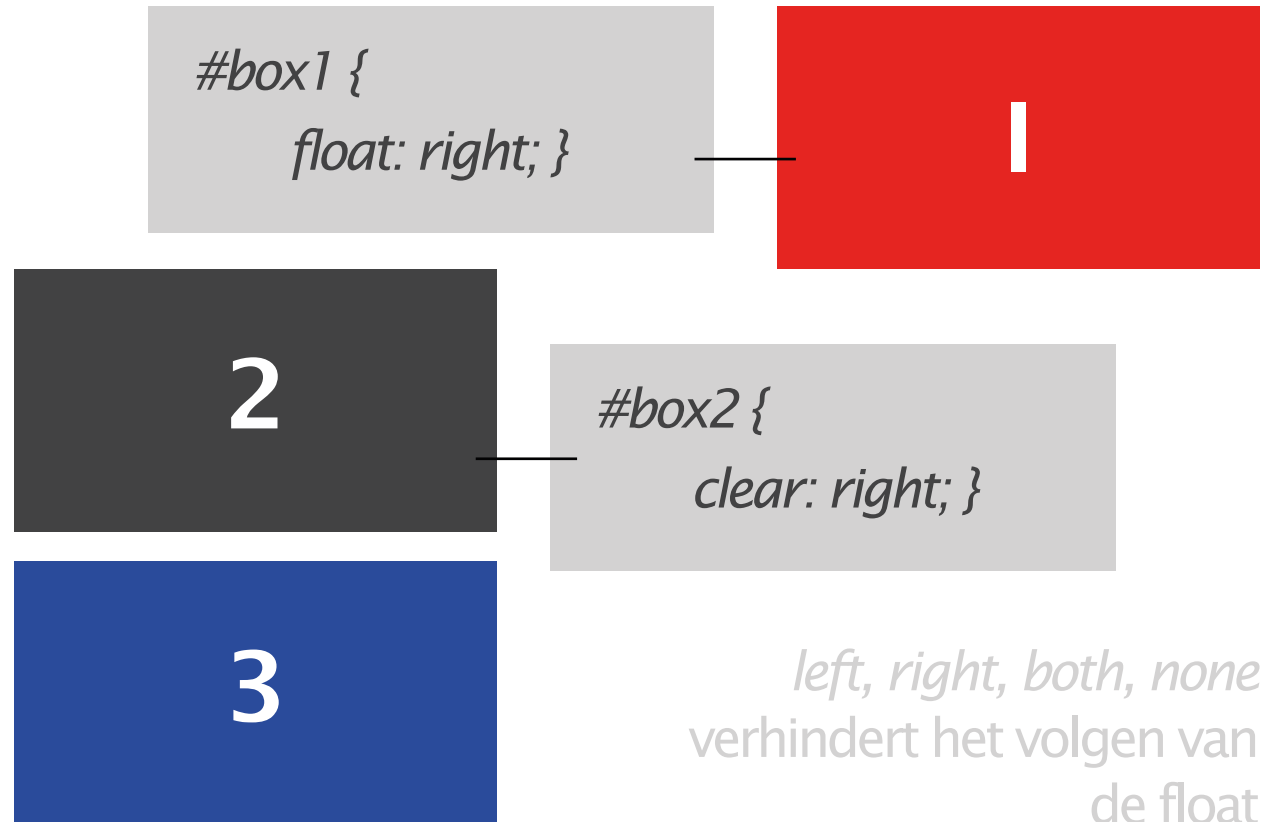 #box1 {
float: right; }
1
2
#box2 {
clear: right; }
3
left, right, both, none
verhindert het volgen van
de float